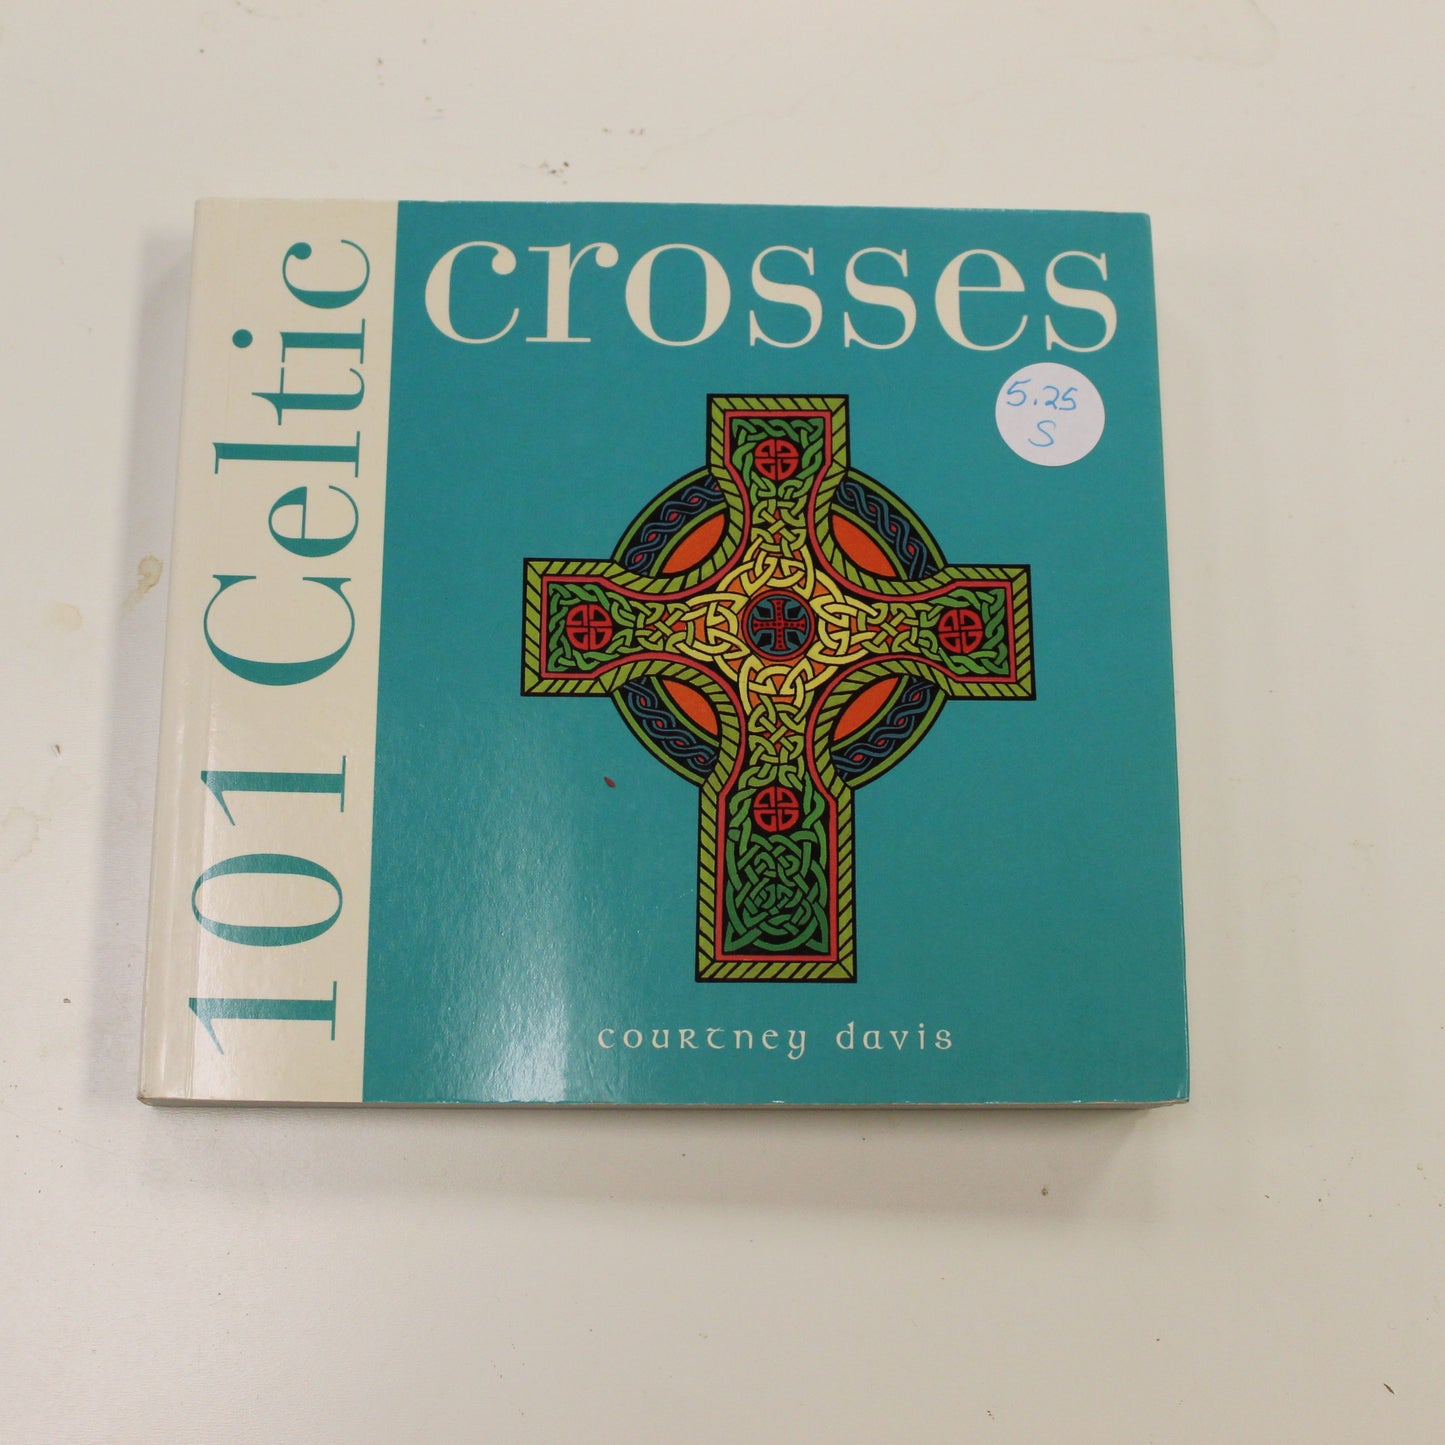 101 Celtic
crosses
5.25
S
courtney davis